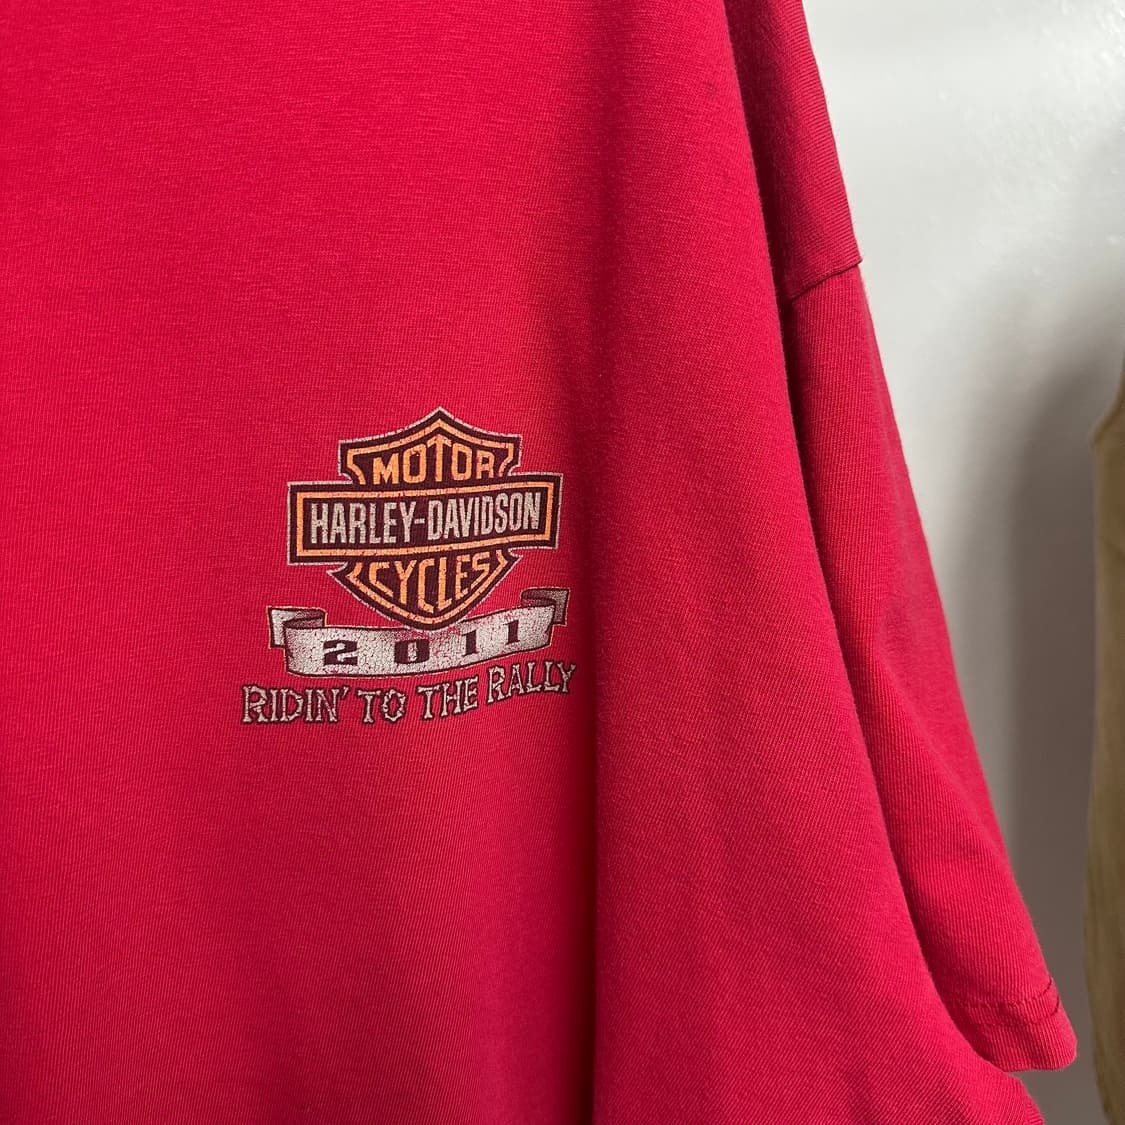 MOTOR
HARLEY-DAVIDSON
CYCLES
2011
RIDIN' TO THE RALLY